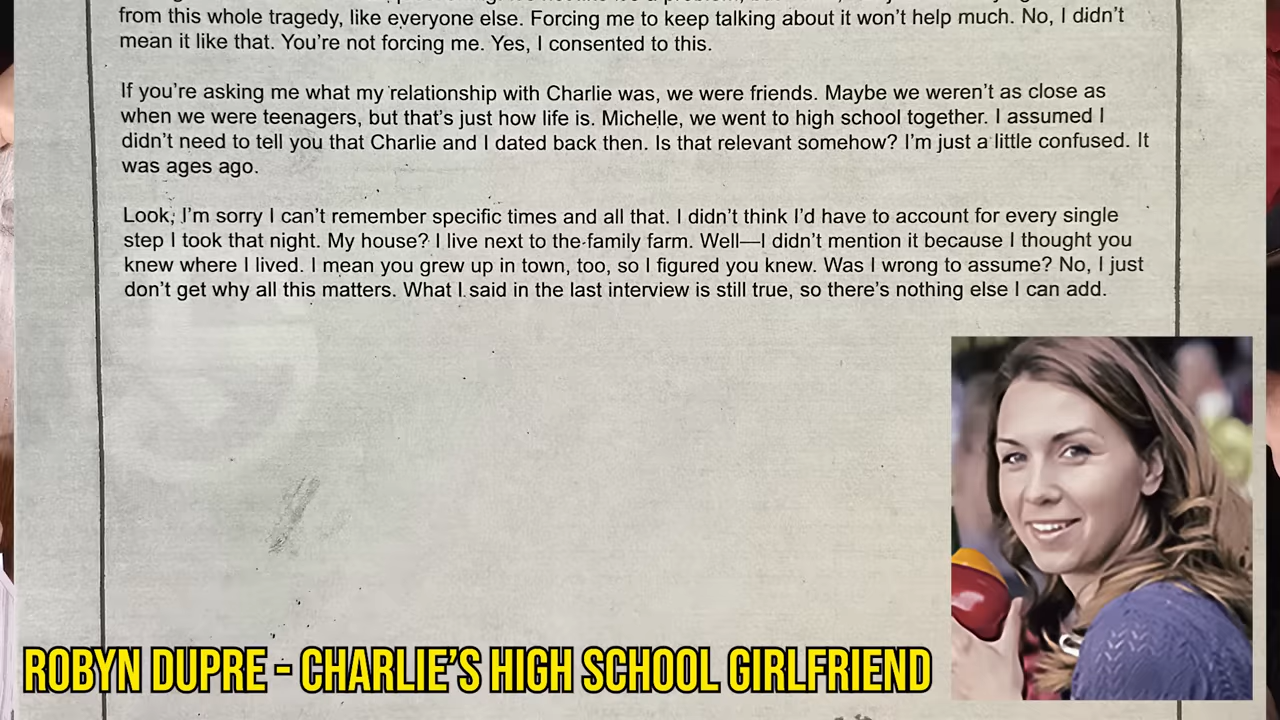 from this whole tragedy, like everyone else. Forcing me to keep talking about it won't help much. No, I didn't
mean it like that. You're not forcing me. Yes, I consented to this.
If you're asking me what my relationship with Charlie was, we were friends. Maybe we weren't as close as
when we were teenagers, but that's just how life is. Michelle, we went to high school together. I assumed I
didn't need to tell you that Charlie and I dated back then. Is that relevant somehow? I'm just a little confused. It
was ages ago.
Look, I'm sorry I can't remember specific times and all that. I didn't think I'd have to account for every single
step I took that night. My house? I live next to the family farm. Well—I didn't mention it because I thought you
knew where I lived. I mean you grew up in town, too, so I figured you knew. Was I wrong to assume? No, I just
don't get why all this matters. What I said in the last interview is still true, so there's nothing else I can add.
ROBYN DUPRE - CHARLIE'S HIGH SCHOOL GIRLFRIEND